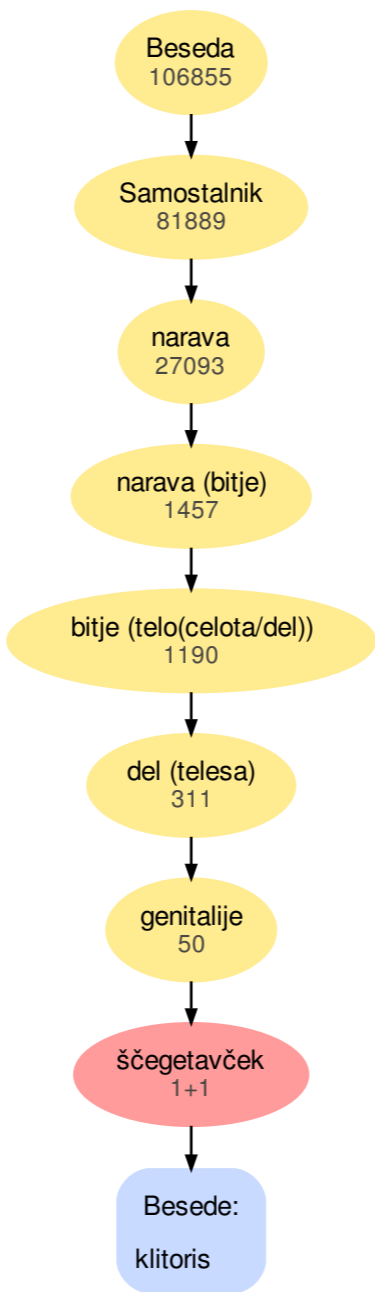 Beseda
106855
Samostalnik
81889
narava
27093
narava (bitje)
1457
bitje (telo(celota/del))
1190
del (telesa)
311
genitalije
50
ščegetavček
1+1
Besede:
klitoris